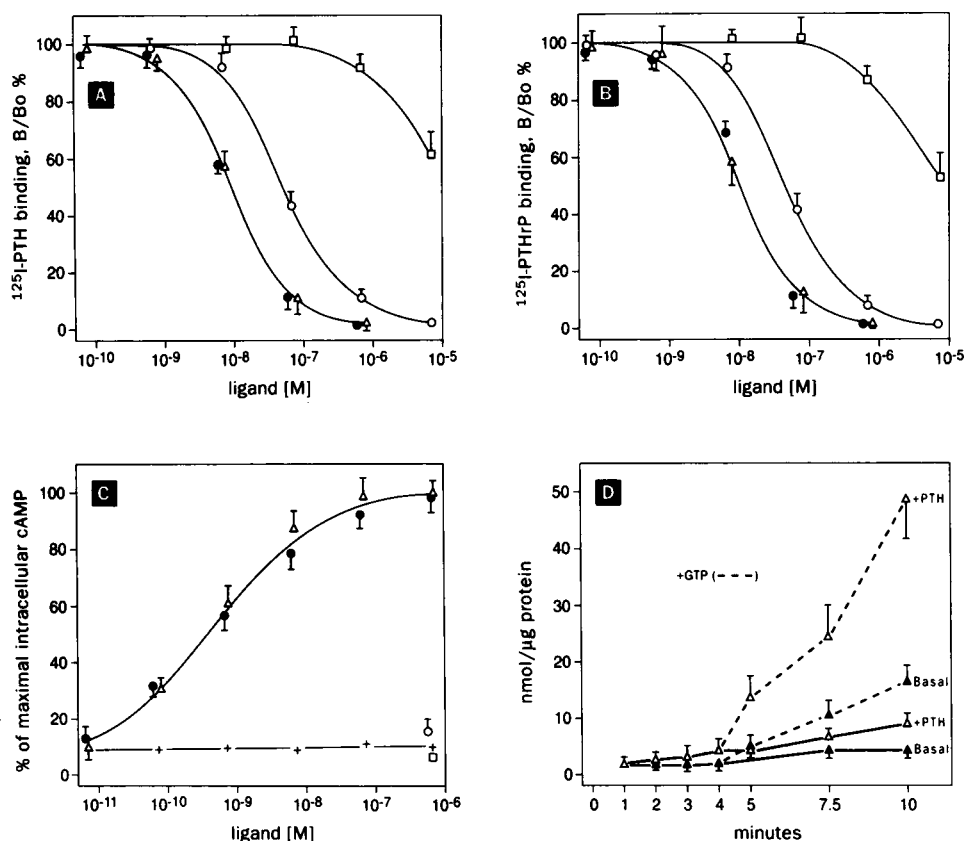 A
¹²⁵I-PTH binding, B/Bo %
100
80
60
40
20
0
10⁻¹⁰ 10⁻⁹ 10⁻⁸ 10⁻⁷ 10⁻⁶ 10⁻⁵
ligand [M]
B
¹²⁵I-PTHrP binding, B/Bo %
100
80
60
40
20
0
10⁻¹⁰ 10⁻⁹ 10⁻⁸ 10⁻⁷ 10⁻⁶ 10⁻⁵
ligand [M]
C
% of maximal intracellular cAMP
100
80
60
40
20
0
10⁻¹¹ 10⁻¹⁰ 10⁻⁹ 10⁻⁸ 10⁻⁷ 10⁻⁶
ligand [M]
D
nmol/µg protein
50
40
30
20
10
0
+PTH
+GTP (----)
Basal
+PTH
Basal
0 1 2 3 4 5 7.5 10
minutes